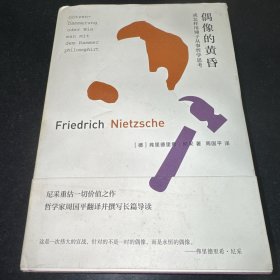 偶像的黄昏
或怎样用锤子从事哲学思考
Götzen-
Dämmerung
oder Wie
man mit
dem Hammer
philosophirt
Friedrich Nietzsche
[德] 弗里德里希·尼采 著 周国平 译
尼采重估一切价值之作
哲学家周国平翻译并撰写长篇导读
这是一次伟大的宣战,针对的不是一时的偶像,而是永恒的偶像。
——弗里德里希·尼采